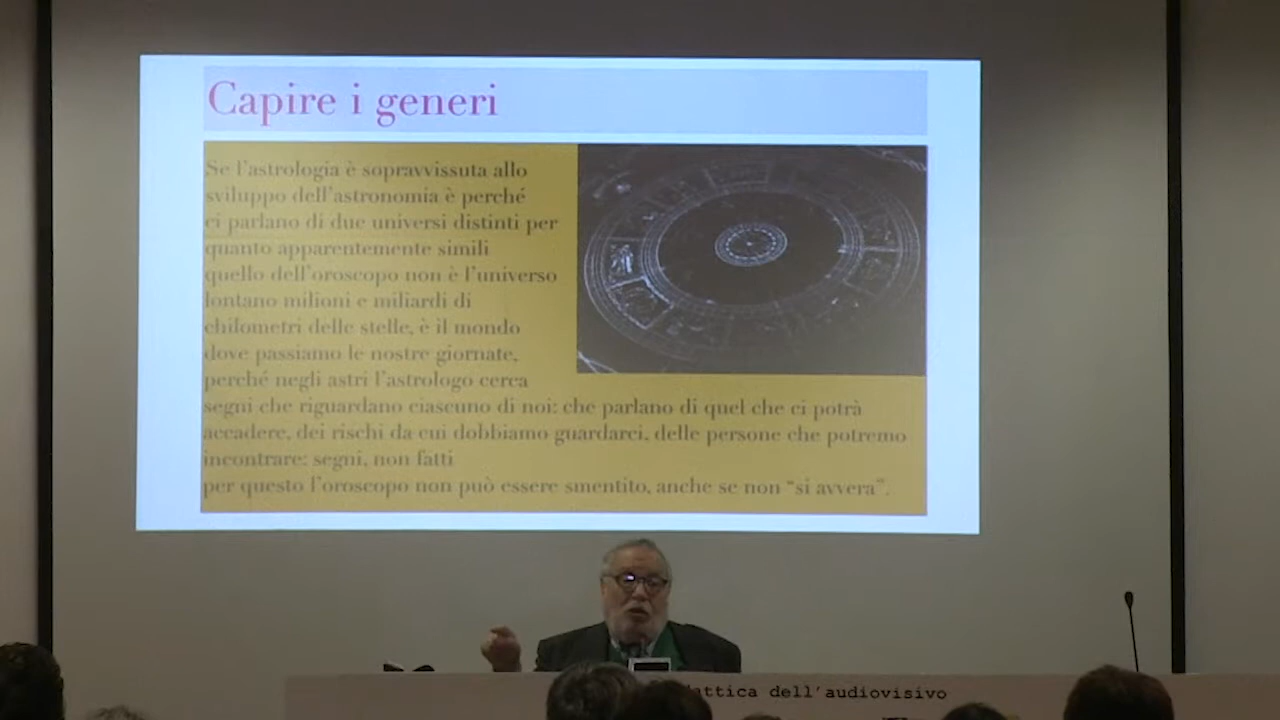 Capire i generi
Se l'astrologia è sopravvissuta allo
sviluppo dell'astronomia è perché
ci parlano di due universi distinti per
quanto apparentemente simili
quello dell'oroscopo non è l'universo
lontano milioni e miliardi di
chilometri delle stelle, è il mondo
dove passiamo le nostre giornate,
perché negli astri l'astrologo cerca
segni che riguardano ciascuno di noi: che parlano di quel che ci potrà
accadere, dei rischi da cui dobbiamo guardarci, delle persone che potremo
incontrare: segni, non fatti
per questo l'oroscopo non può essere smentito, anche se non “si avvera”.
attica dell'audiovisivo